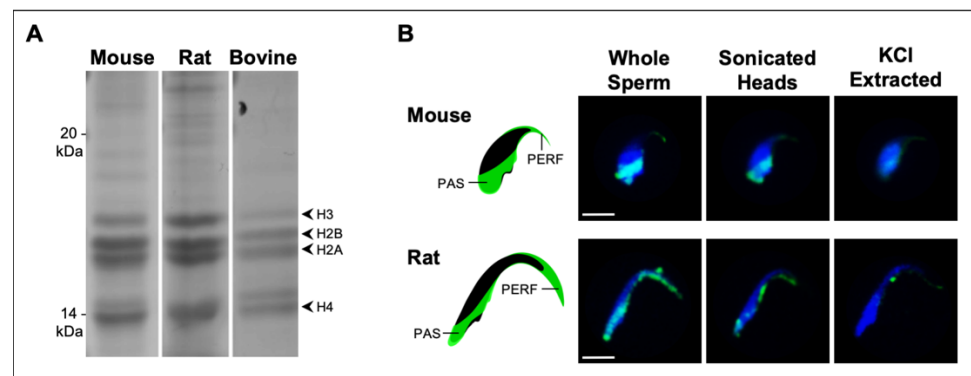 A
Mouse Rat Bovine
20
kDa
14
kDa
H3
H2B
H2A
H4
B
Whole
Sperm
Sonicated
Heads
KCl
Extracted
Mouse
PERF
PAS
Rat
PERF
PAS